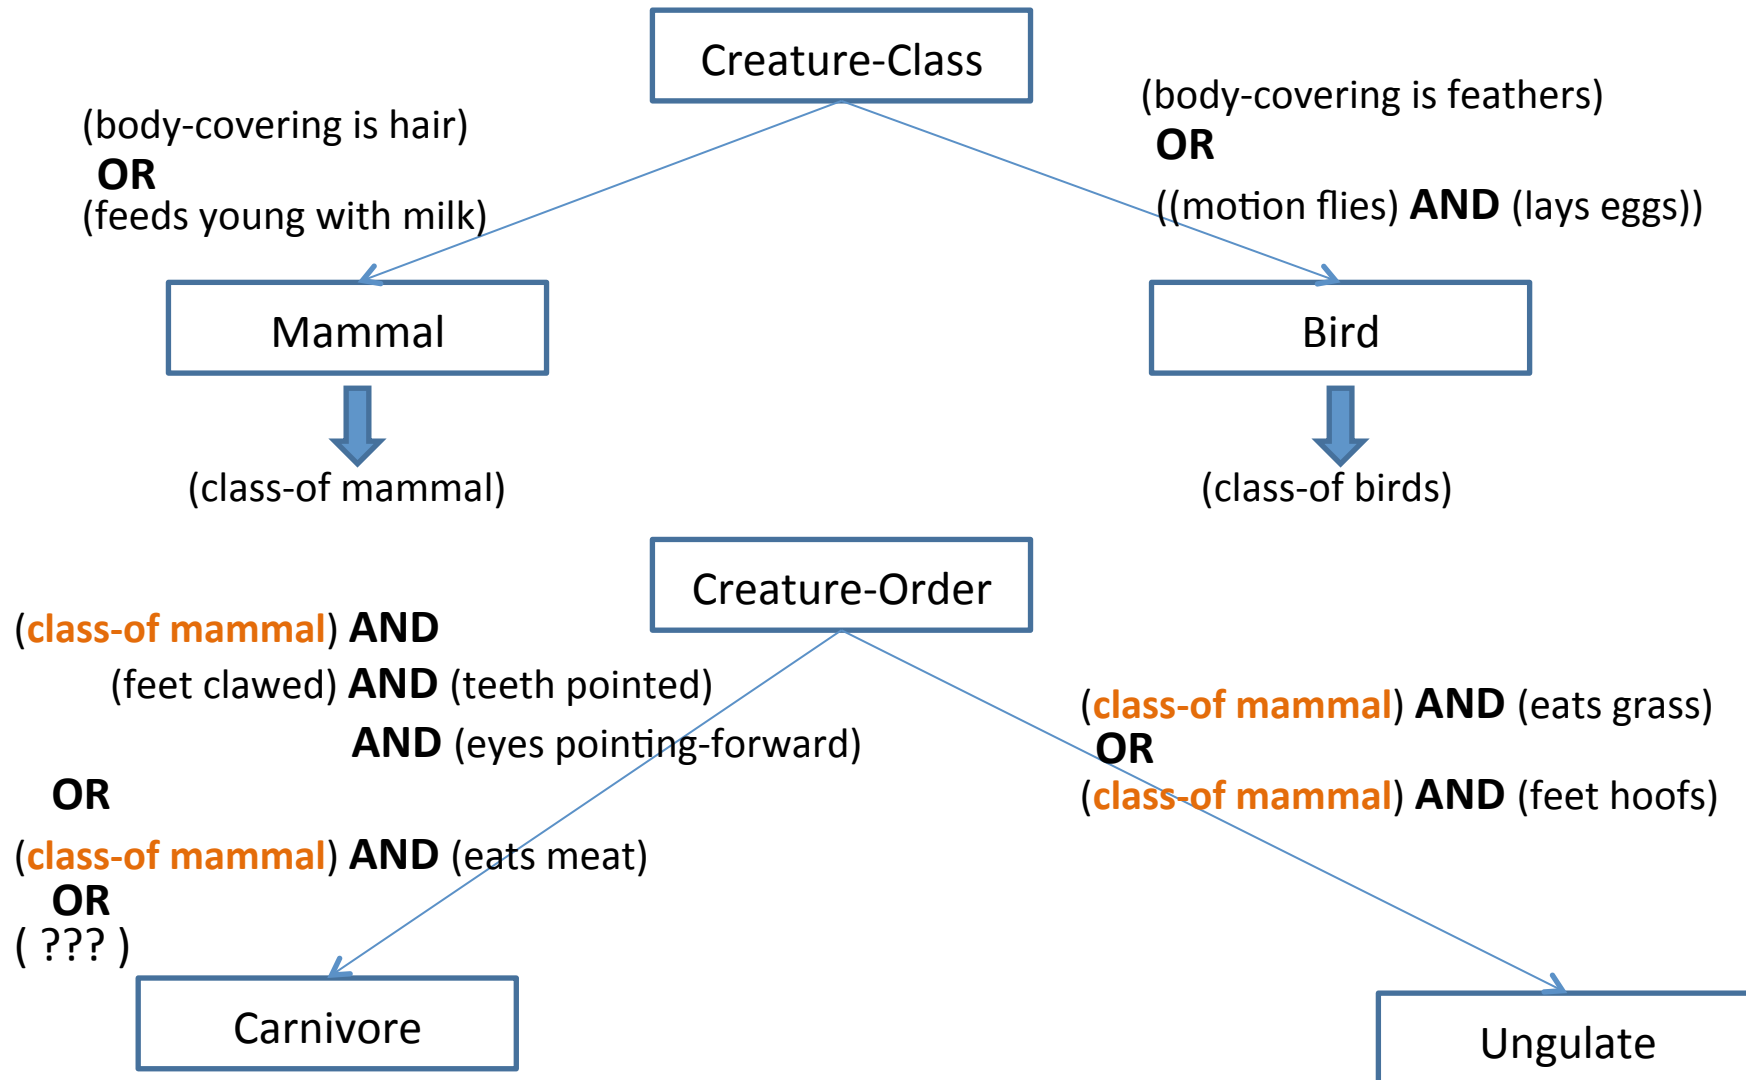 Creature-Class
(body-covering is hair)
OR
(feeds young with milk)
(body-covering is feathers)
OR
((motion flies) AND (lays eggs))
Mammal
Bird
(class-of mammal)
(class-of birds)
Creature-Order
(class-of mammal) AND
(feet clawed) AND (teeth pointed)
AND (eyes pointing-forward)
OR
(class-of mammal) AND (eats meat)
OR
( ??? )
(class-of mammal) AND (eats grass)
OR
(class-of mammal) AND (feet hoofs)
Carnivore
Ungulate